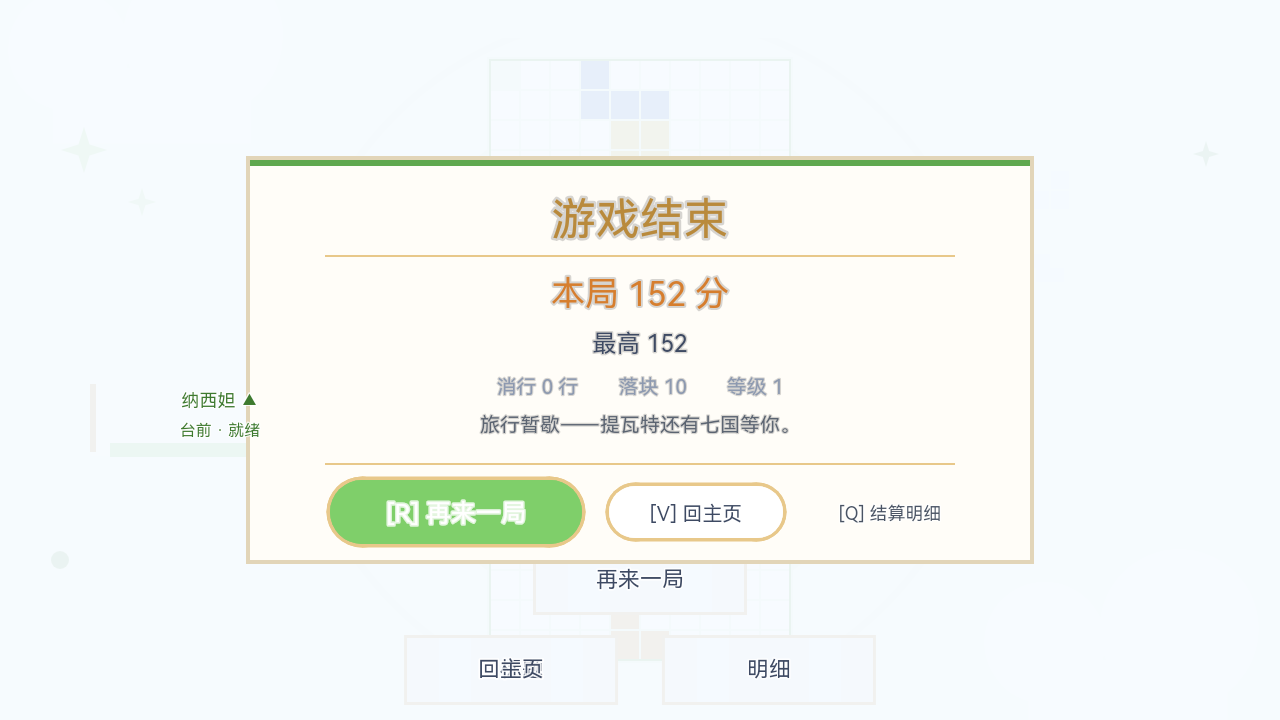 游戏结束
本局 152 分
最高 152
消行 0 行 落块 10 等级 1
纳西妲 ▲
旅行暂歇——提瓦特还有七国等你。
台前 · 就绪
[R] 再来一局 [V] 回主页 [Q] 结算明细
再来一局
回主页 明细